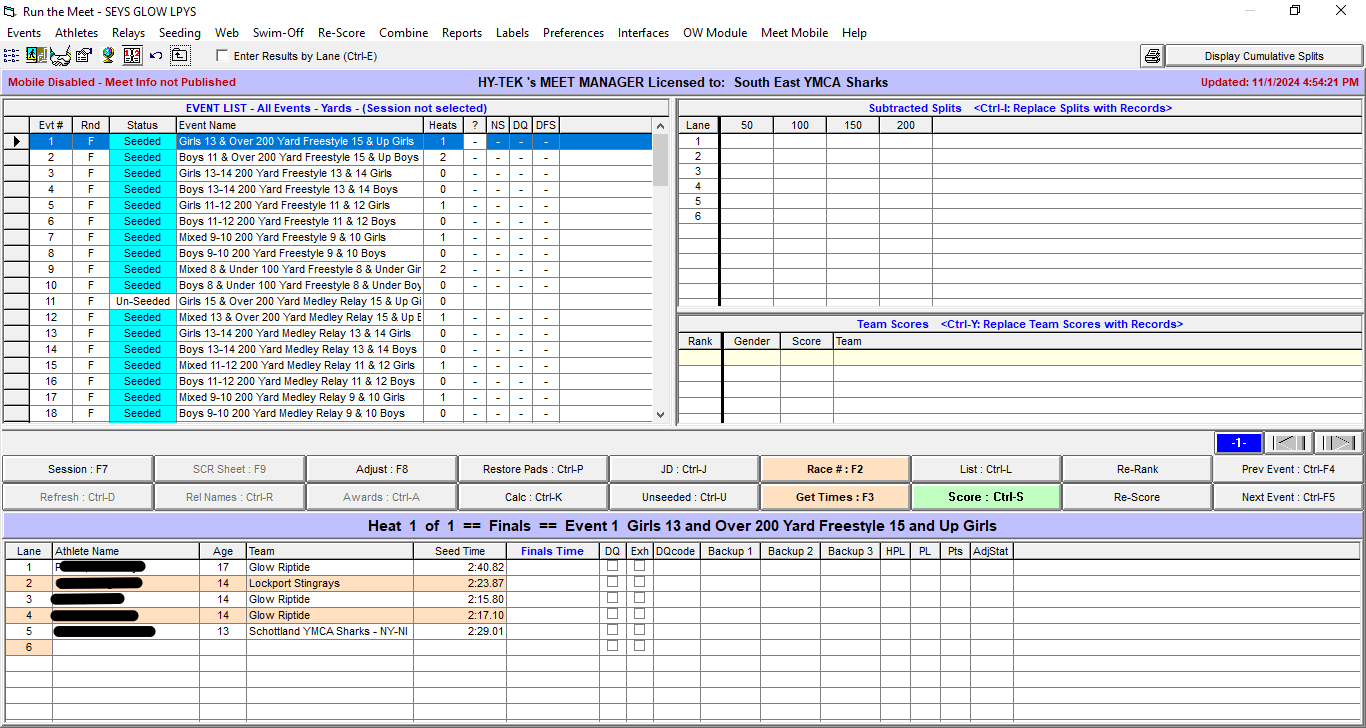 Run the Meet - SEYS GLOW LPYS
Events Athletes Relays Seeding Web Swim-Off Re-Score Combine Reports Labels Preferences Interfaces OW Module Meet Mobile Help
Enter Results by Lane (Ctrl-E) Display Cumulative Splits
Mobile Disabled - Meet Info not Published HY-TEK 's MEET MANAGER Licensed to: South East YMCA Sharks Updated: 11/1/2024 4:54:21 PM
EVENT LIST - All Events - Yards - (Session not selected)
Evt # Rnd Status Event Name Heats ? NS DQ DFS
1 F Seeded Girls 13 & Over 200 Yard Freestyle 15 & Up Girls 1 - - - -
2 F Seeded Boys 11 & Over 200 Yard Freestyle 15 & Up Boys 2 - - - -
3 F Seeded Girls 13-14 200 Yard Freestyle 13 & 14 Girls 0 - - - -
4 F Seeded Boys 13-14 200 Yard Freestyle 13 & 14 Boys 0 - - - -
5 F Seeded Girls 11-12 200 Yard Freestyle 11 & 12 Girls 1 - - - -
6 F Seeded Boys 11-12 200 Yard Freestyle 11 & 12 Boys 0 - - - -
7 F Seeded Mixed 9-10 200 Yard Freestyle 9 & 10 Girls 1 - - - -
8 F Seeded Boys 9-10 200 Yard Freestyle 9 & 10 Boys 0 - - - -
9 F Seeded Mixed 8 & Under 100 Yard Freestyle 8 & Under Gir 2 - - - -
10 F Seeded Boys 8 & Under 100 Yard Freestyle 8 & Under Boy 0 - - - -
11 F Un-Seeded Girls 15 & Over 200 Yard Medley Relay 15 & Up Gi 0
12 F Seeded Mixed 13 & Over 200 Yard Medley Relay 15 & Up B 1 - - - -
13 F Seeded Girls 13-14 200 Yard Medley Relay 13 & 14 Girls 0 - - - -
14 F Seeded Boys 13-14 200 Yard Medley Relay 13 & 14 Boys 0 - - - -
15 F Seeded Mixed 11-12 200 Yard Medley Relay 11 & 12 Girls 1 - - - -
16 F Seeded Boys 11-12 200 Yard Medley Relay 11 & 12 Boys 0 - - - -
17 F Seeded Mixed 9-10 200 Yard Medley Relay 9 & 10 Girls 1 - - - -
18 F Seeded Boys 9-10 200 Yard Medley Relay 9 & 10 Boys 0 - - - -
Subtracted Splits <Ctrl-I: Replace Splits with Records>
Lane 50 100 150 200
1
2
3
4
5
6
Team Scores <Ctrl-Y: Replace Team Scores with Records>
Rank Gender Score Team
-1-
Session : F7 SCR Sheet : F9 Adjust : F8 Restore Pads : Ctrl-P JD : Ctrl-J Race # : F2 List : Ctrl-L Re-Rank Prev Event : Ctrl-F4
Refresh : Ctrl-D Rel Names : Ctrl-R Awards : Ctrl-A Calc : Ctrl-K Unseeded : Ctrl-U Get Times : F3 Score : Ctrl-S Re-Score Next Event : Ctrl-F5
Heat 1 of 1 == Finals == Event 1 Girls 13 and Over 200 Yard Freestyle 15 and Up Girls
Lane Athlete Name Age Team Seed Time Finals Time DQ Exh DQcode Backup 1 Backup 2 Backup 3 HPL PL Pts AdjStat
1 17 Glow Riptide 2:40.82
2 14 Lockport Stingrays 2:23.87
3 14 Glow Riptide 2:15.80
4 14 Glow Riptide 2:17.10
5 13 Schottland YMCA Sharks - NY-NI 2:29.01
6